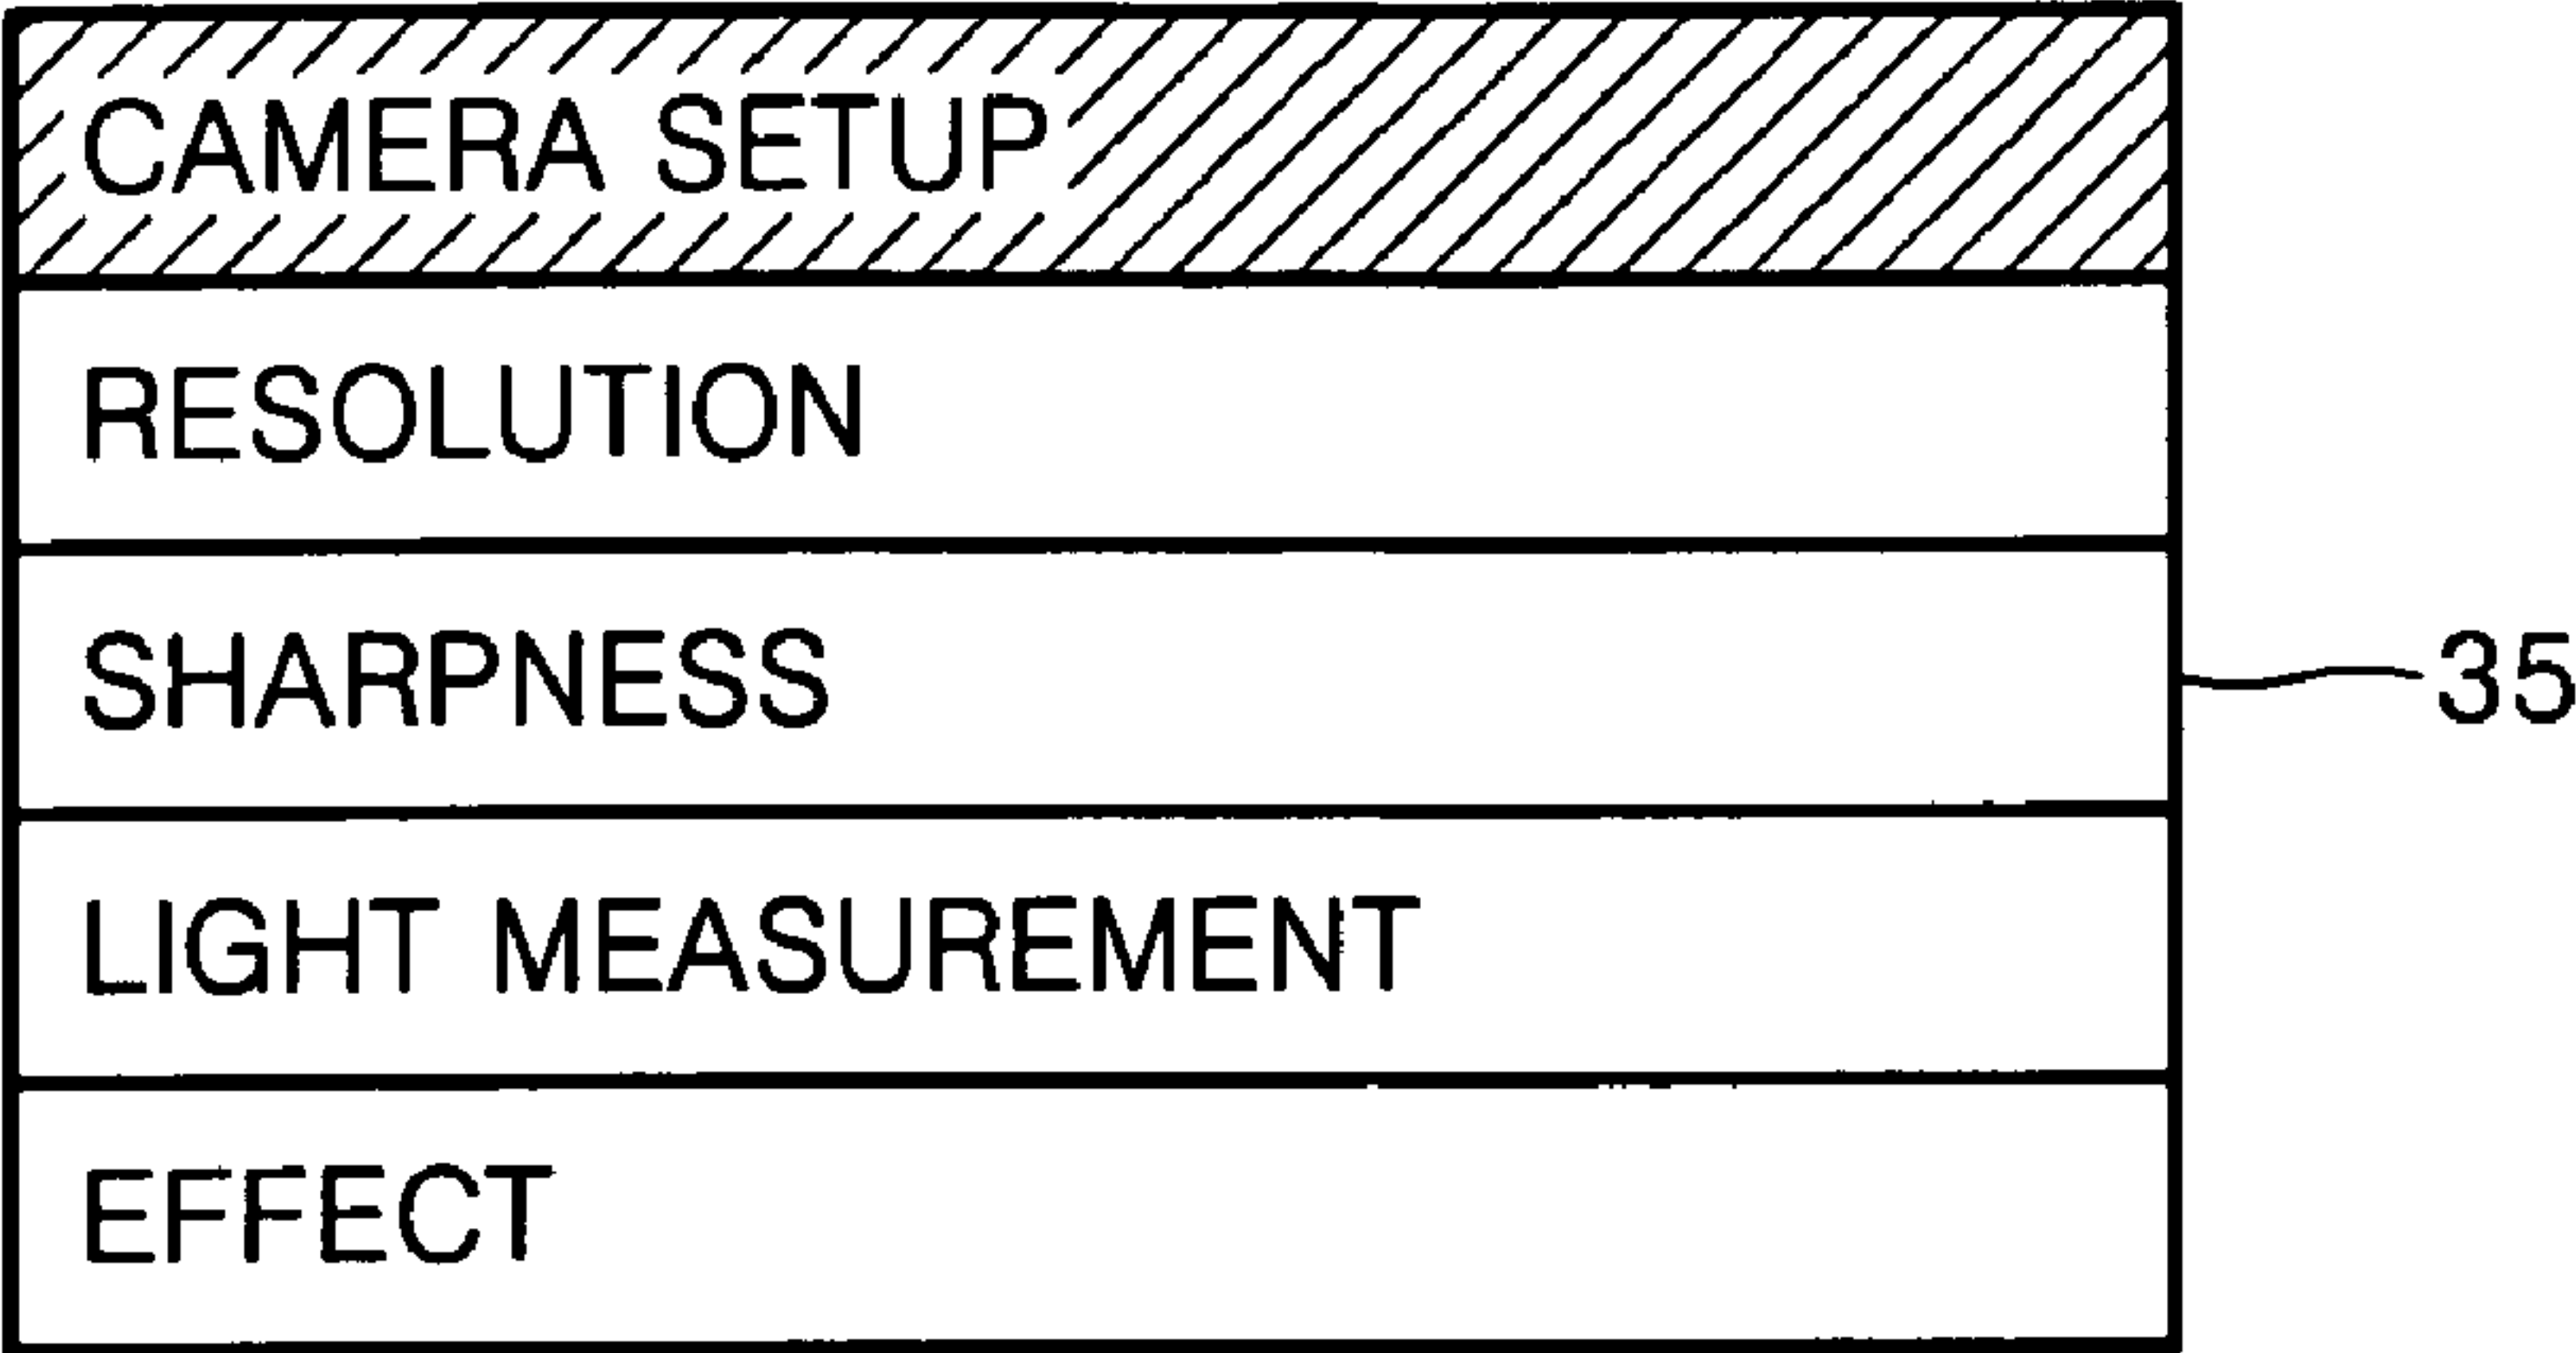 CAMERA SETUP
RESOLUTION
SHARPNESS
35
LIGHT MEASUREMENT
EFFECT